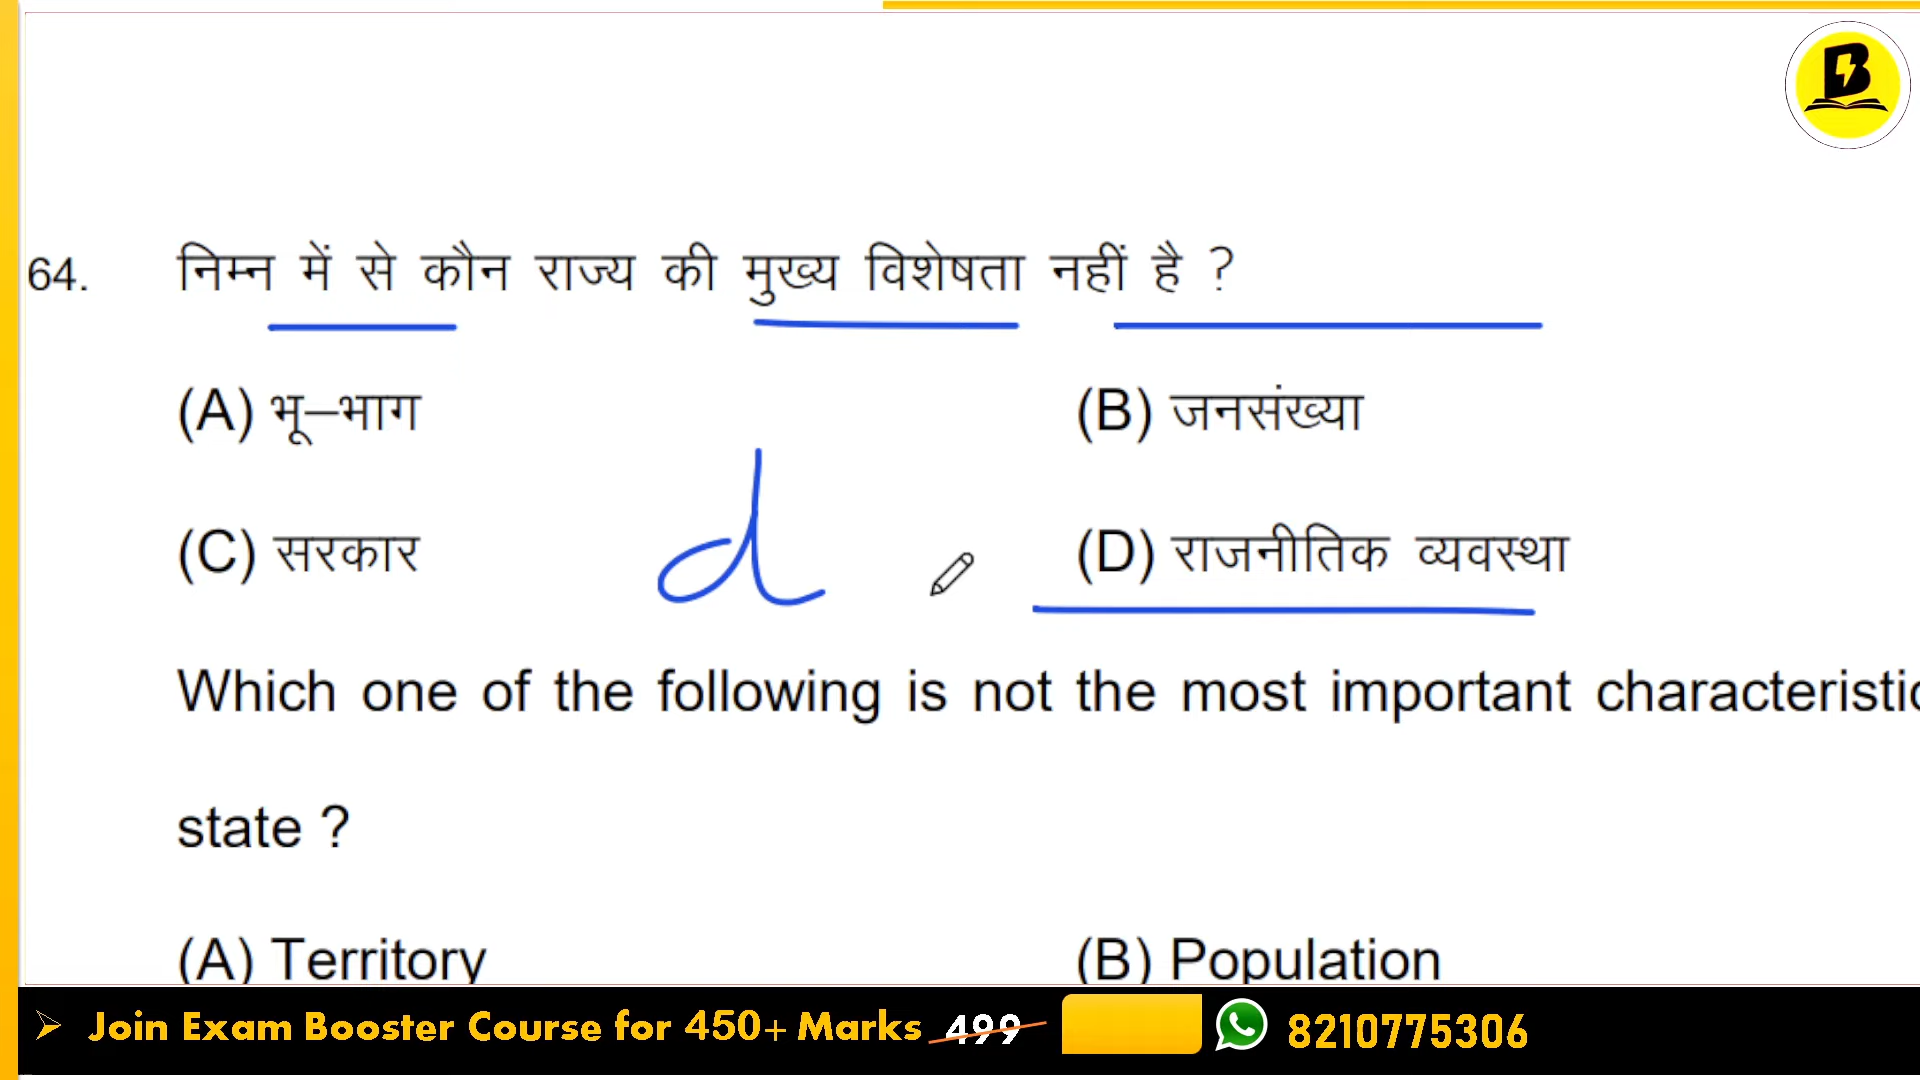 B
64. निम्न में से कौन राज्य की मुख्य विशेषता नहीं है ?
(A) भू–भाग (B) जनसंख्या
d
(C) सरकार (D) राजनीतिक व्यवस्था
Which one of the following is not the most important characteristic
state ?
(A) Territory (B) Population
➢ Join Exam Booster Course for 450+ Marks 499 8210775306